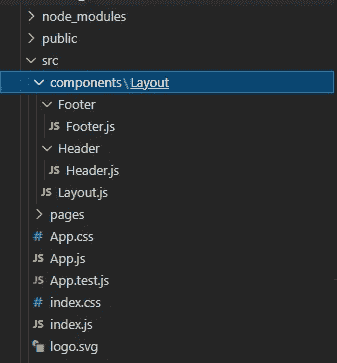 node_modules
public
src
components\Layout
Footer
JS Footer.js
Header
JS Header.js
JS Layout.js
pages
# App.css
JS App.js
JS App.test.js
# index.css
JS index.js
logo.svg